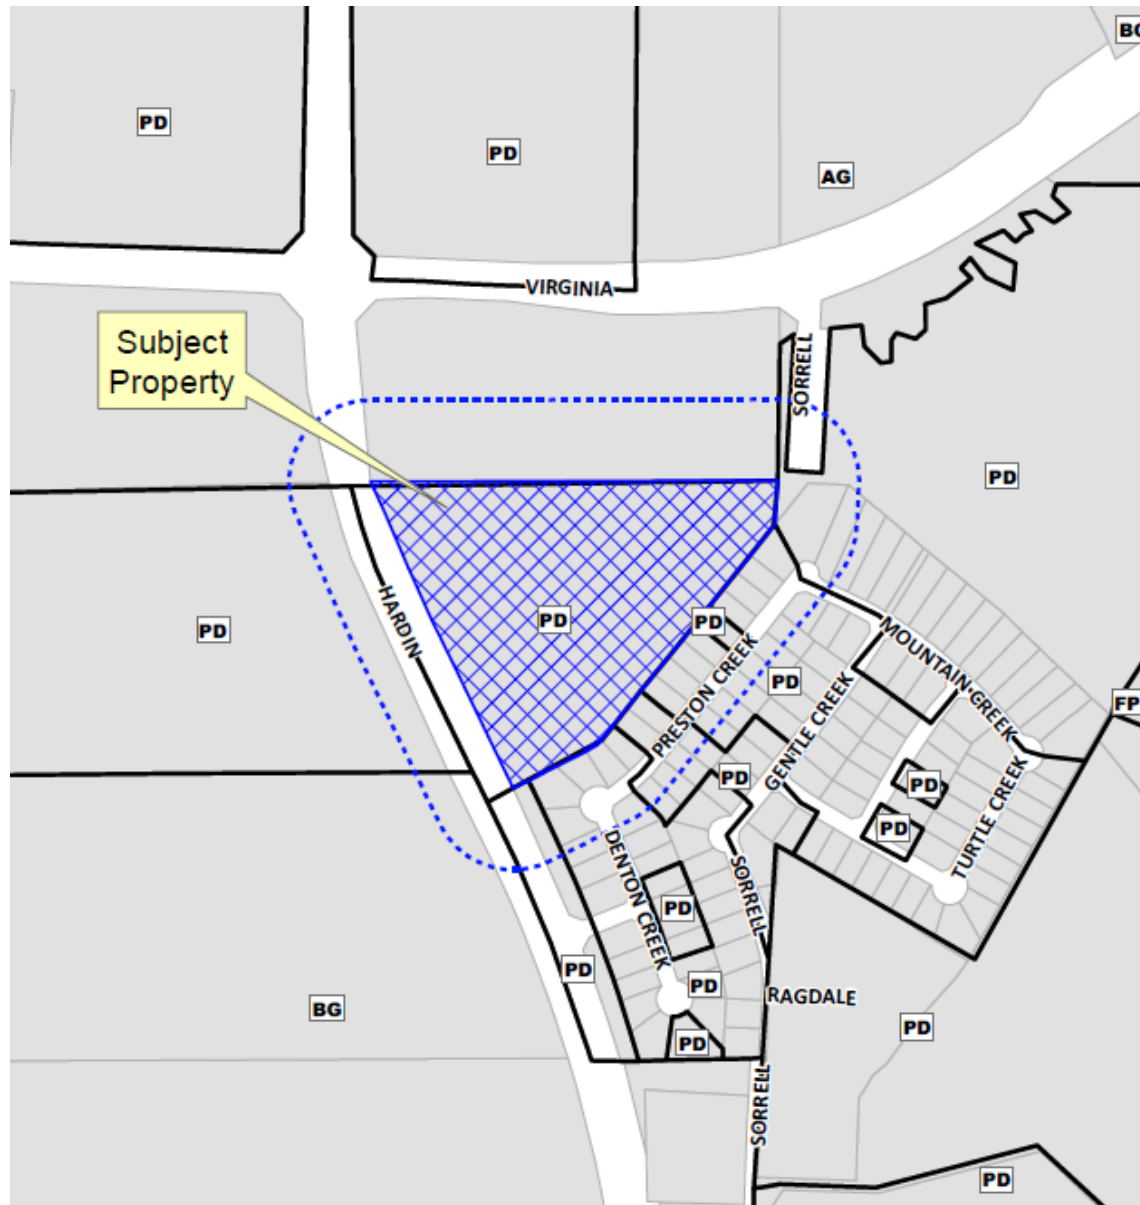 BG
PD
PD
AG
VIRGINIA
Subject
Property
SORRELL
PD
HARDIN
PD
PD
PD
PRESTON CREEK
MOUNTAIN CREEK
PD
GENTLE CREEK
FP
PD
PD
PD
TURTLE CREEK
DENTON CREEK
SORRELL
PD
PD
PD
RAGDALE
BG
PD
PD
SORRELL
PD